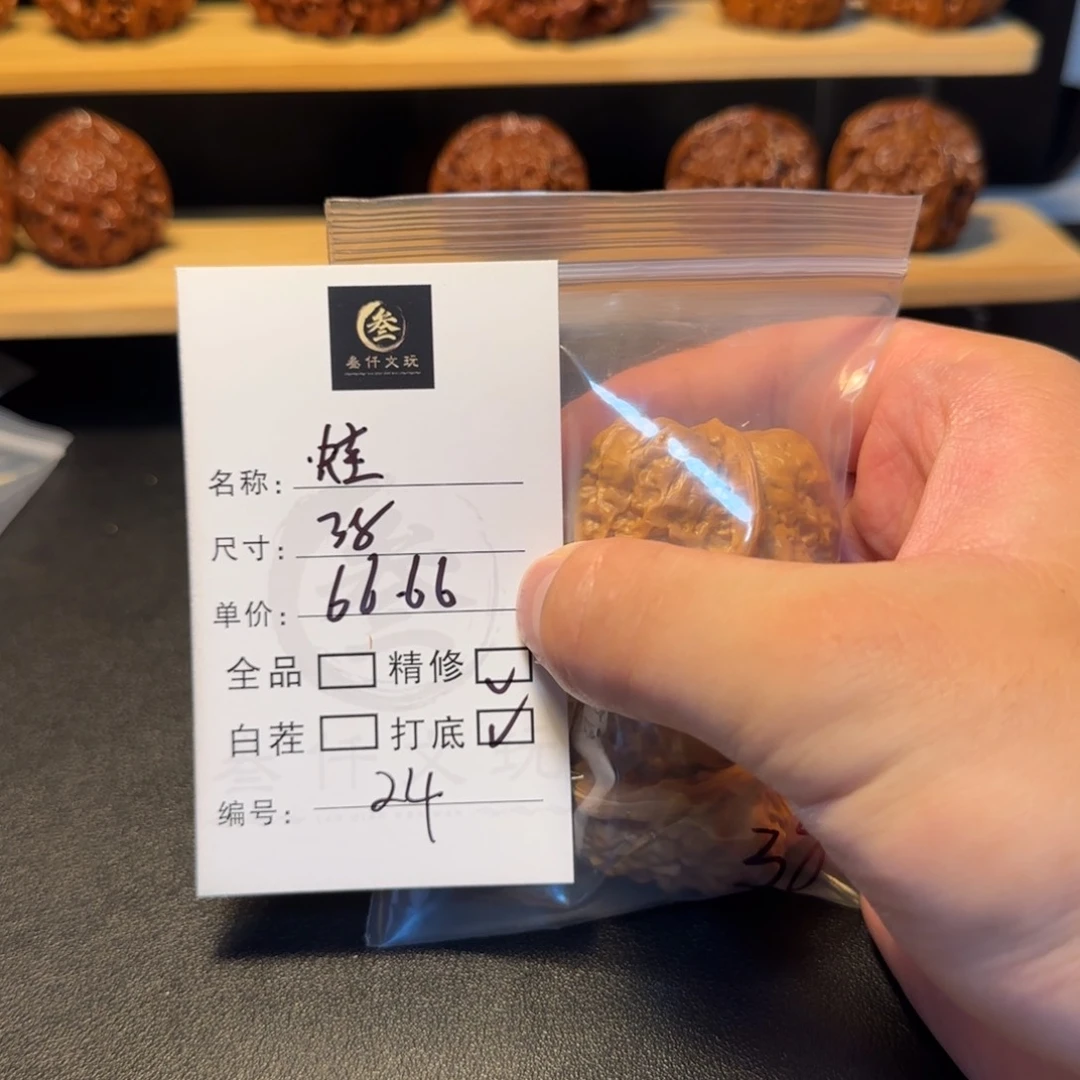 叁
叁仟文玩
名称:
尺寸: 38
单价: 66.66
全品 精修 ✓
白茬 打底 ✓
编号: 24
38